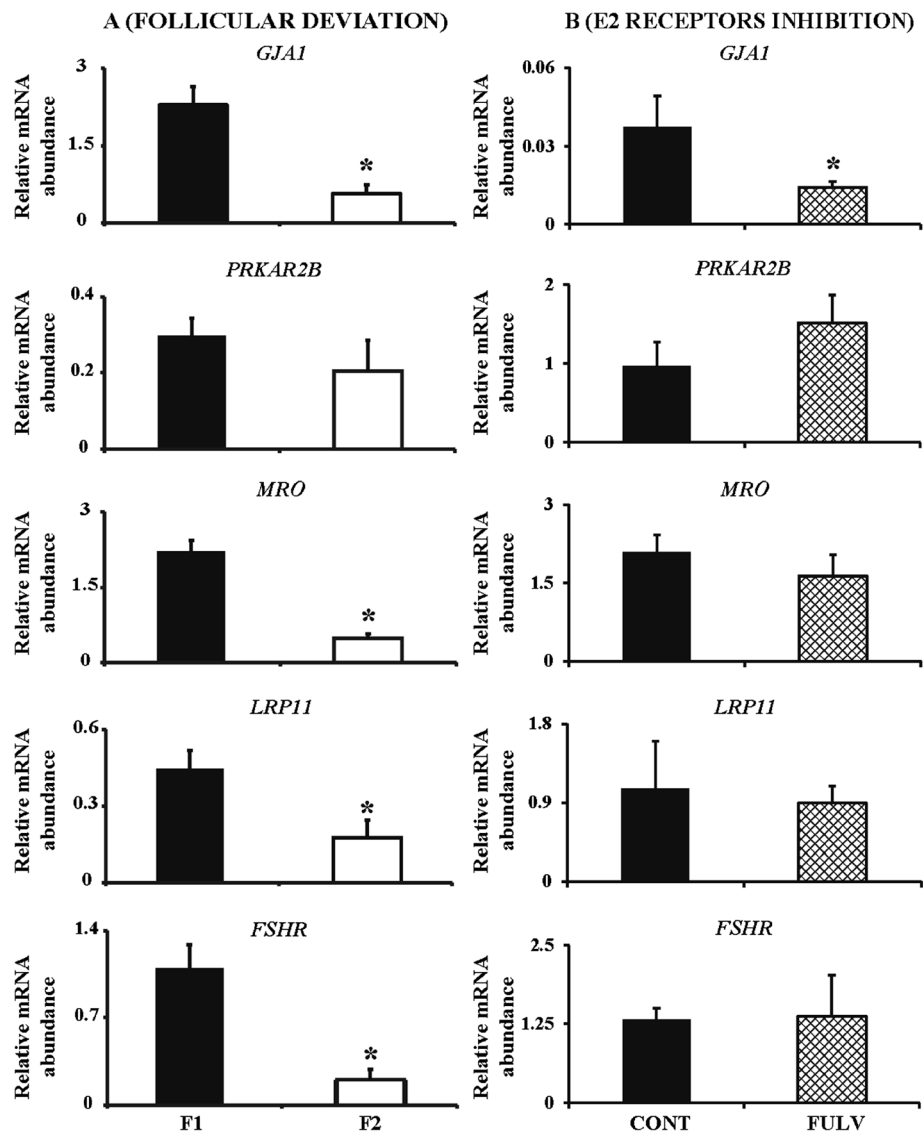 A (FOLLICULAR DEVIATION)
GJA1
Relative mRNA
abundance
3
1.5
0
*
PRKAR2B
Relative mRNA
abundance
0.4
0.2
0
MRO
Relative mRNA
abundance
3
1.5
0
*
LRP11
Relative mRNA
abundance
0.6
0.3
0
*
FSHR
Relative mRNA
abundance
1.4
0.7
0
*
F1
F2
B (E2 RECEPTORS INHIBITION)
GJA1
Relative mRNA
abundance
0.06
0.03
0
*
PRKAR2B
Relative mRNA
abundance
2
1
0
MRO
Relative mRNA
abundance
3
1.5
0
LRP11
Relative mRNA
abundance
1.8
0.9
0
FSHR
Relative mRNA
abundance
2.5
1.25
0
CONT
FULV